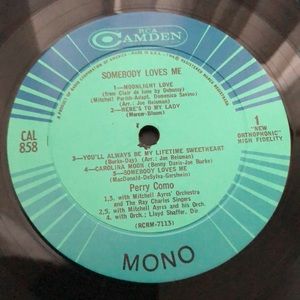 RCA
CAMDEN
SOMEBODY LOVES ME
1—MOONLIGHT LOVE
(from Clair de lune by Debussy)
(Mitchell Parish-Adapt. Domenico Savino)
(Arr.: Joe Reisman)
2—HERE'S TO MY LADY
(Mercer-Bloom)
CAL
858
1
"NEW
ORTHOPHONIC"
HIGH FIDELITY
3—YOU'LL ALWAYS BE MY LIFETIME SWEETHEART
(Burke-Day) (Arr.: Joe Reisman)
4—CAROLINA MOON (Benny Davis-Joe Burke)
5—SOMEBODY LOVES ME
(MacDonald-DeSylva-Gershwin)
Perry Como
1,3, with Mitchell Ayres' Orchestra
and The Ray Charles Singers
2,5, with Mitchell Ayres and his Orch.
4, with Orch.; Lloyd Shaffer, Dir.
(RCRM-7113)
MONO